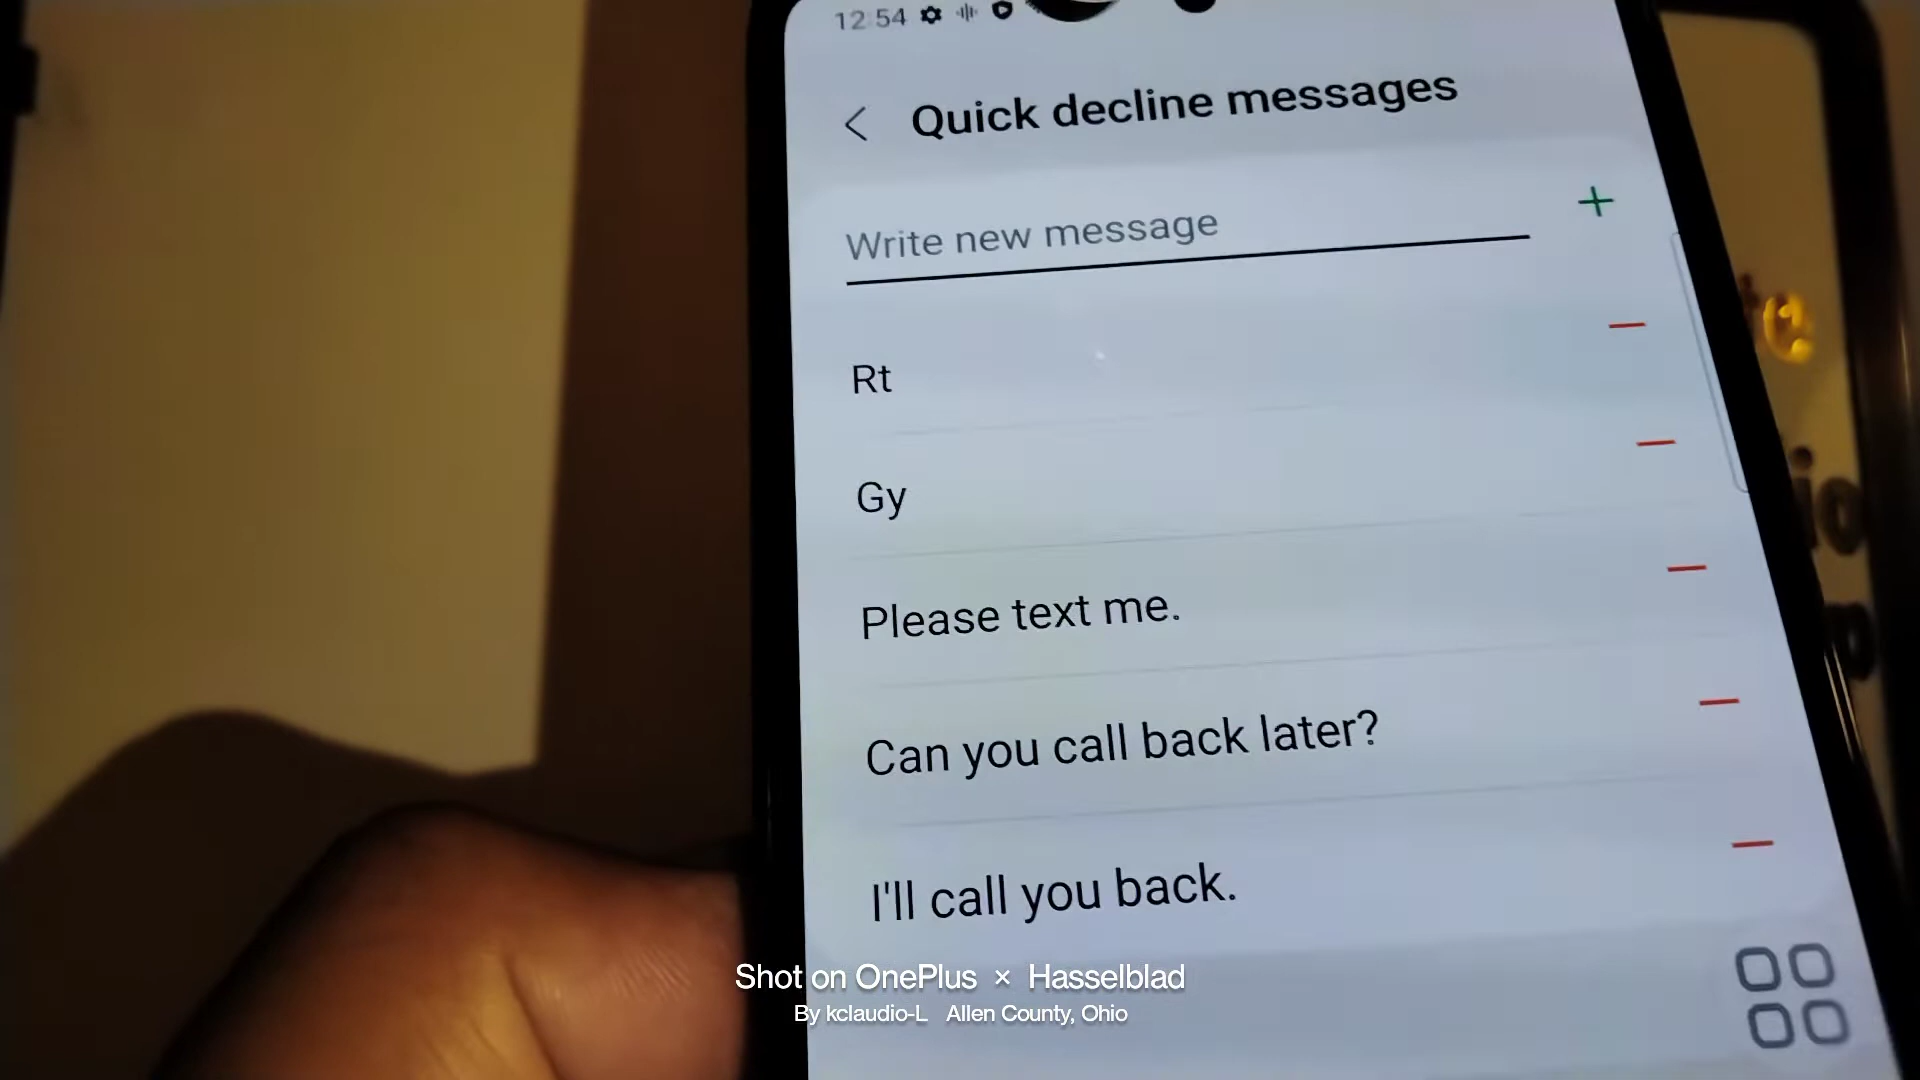 12:54
Quick decline messages
Write new message
Rt
Gy
Please text me.
Can you call back later?
I'll call you back.
Shot on OnePlus × Hasselblad
By kclaudio-L Allen County, Ohio